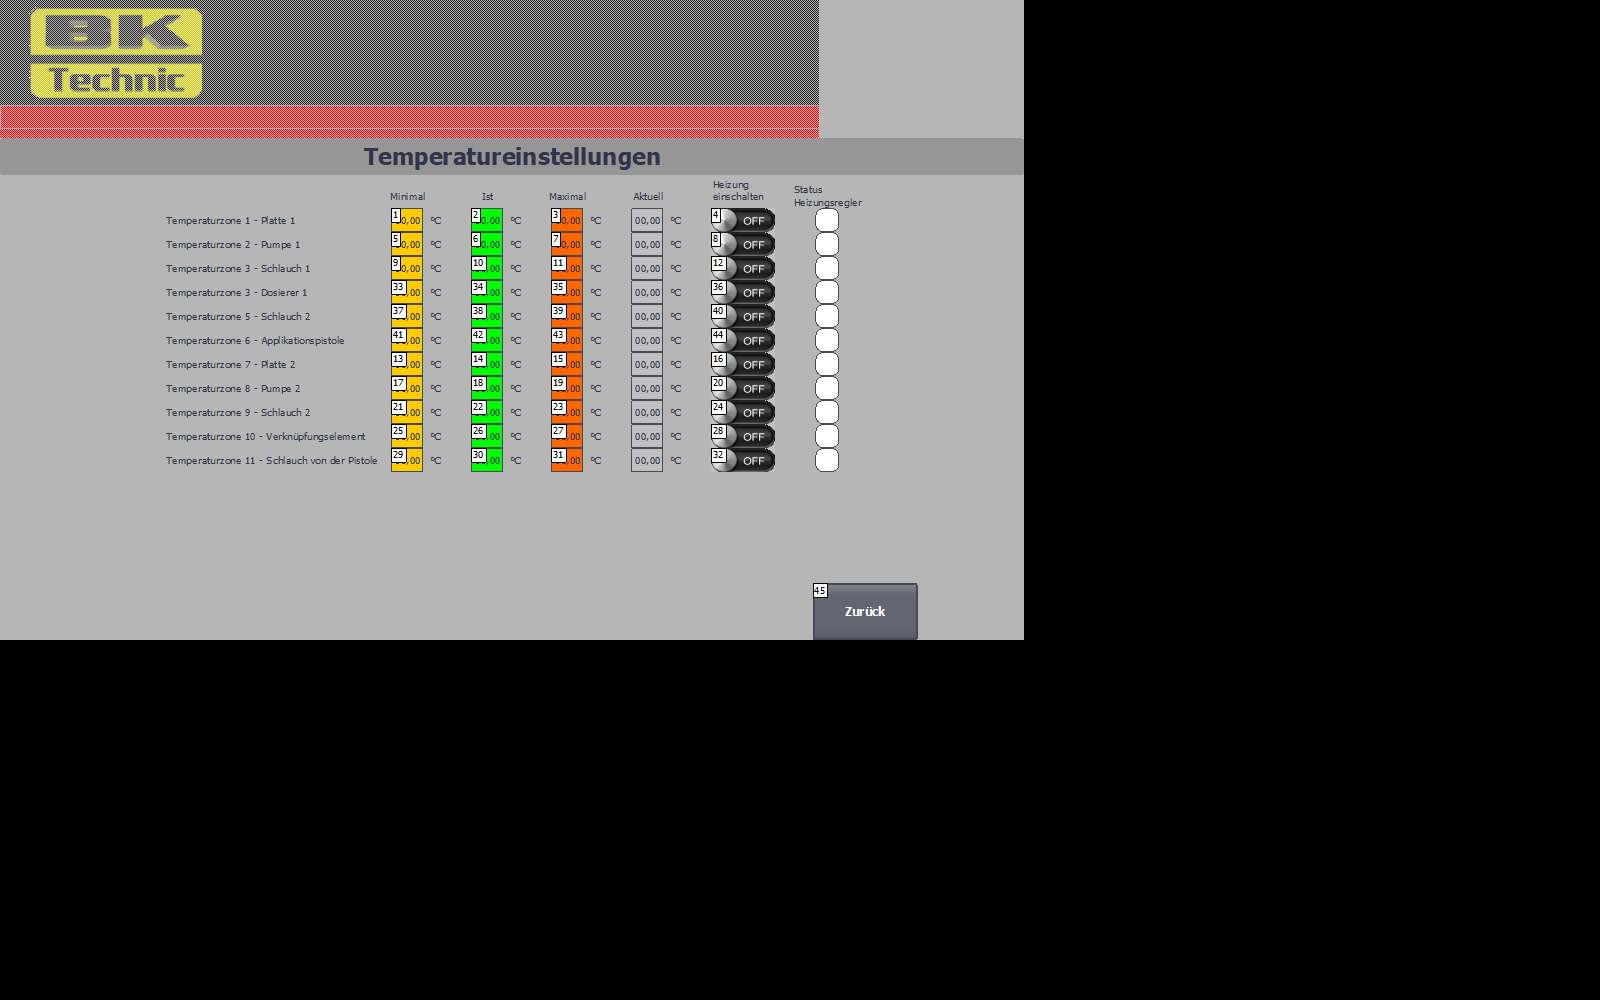 BK
Technic
Temperatureinstellungen
Minimal Ist Maximal Aktuell Heizung einschalten Status Heizungsregler
Temperaturzone 1 - Platte 1 1 0,00 °C 2 0,00 °C 3 0,00 °C 00,00 °C 4 OFF
Temperaturzone 2 - Pumpe 1 5 0,00 °C 6 0,00 °C 7 0,00 °C 00,00 °C 8 OFF
Temperaturzone 3 - Schlauch 1 9 0,00 °C 10 ,00 °C 11 ,00 °C 00,00 °C 12 OFF
Temperaturzone 3 - Dosierer 1 33 ,00 °C 34 ,00 °C 35 ,00 °C 00,00 °C 36 OFF
Temperaturzone 5 - Schlauch 2 37 ,00 °C 38 ,00 °C 39 ,00 °C 00,00 °C 40 OFF
Temperaturzone 6 - Applikationspistole 41 ,00 °C 42 ,00 °C 43 ,00 °C 00,00 °C 44 OFF
Temperaturzone 7 - Platte 2 13 ,00 °C 14 ,00 °C 15 ,00 °C 00,00 °C 16 OFF
Temperaturzone 8 - Pumpe 2 17 ,00 °C 18 ,00 °C 19 ,00 °C 00,00 °C 20 OFF
Temperaturzone 9 - Schlauch 2 21 ,00 °C 22 ,00 °C 23 ,00 °C 00,00 °C 24 OFF
Temperaturzone 10 - Verknüpfungselement 25 ,00 °C 26 ,00 °C 27 ,00 °C 00,00 °C 28 OFF
Temperaturzone 11 - Schlauch von der Pistole 29 ,00 °C 30 ,00 °C 31 ,00 °C 00,00 °C 32 OFF
45
Zurück